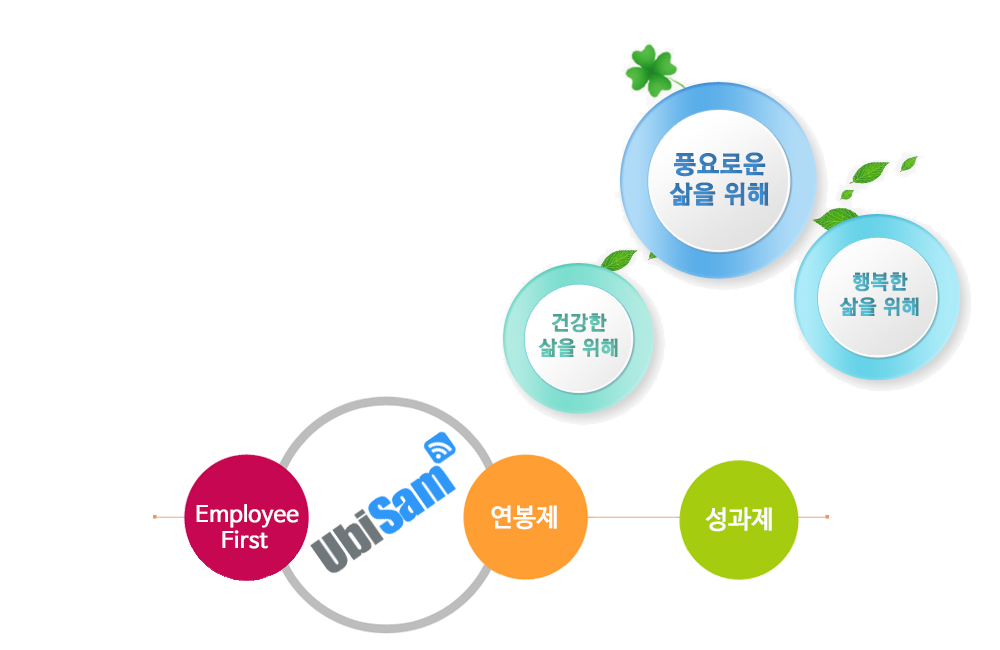 풍요로운
삶을 위해
행복한
삶을 위해
건강한
삶을 위해
UbiSam
Employee
First
연봉제
성과제